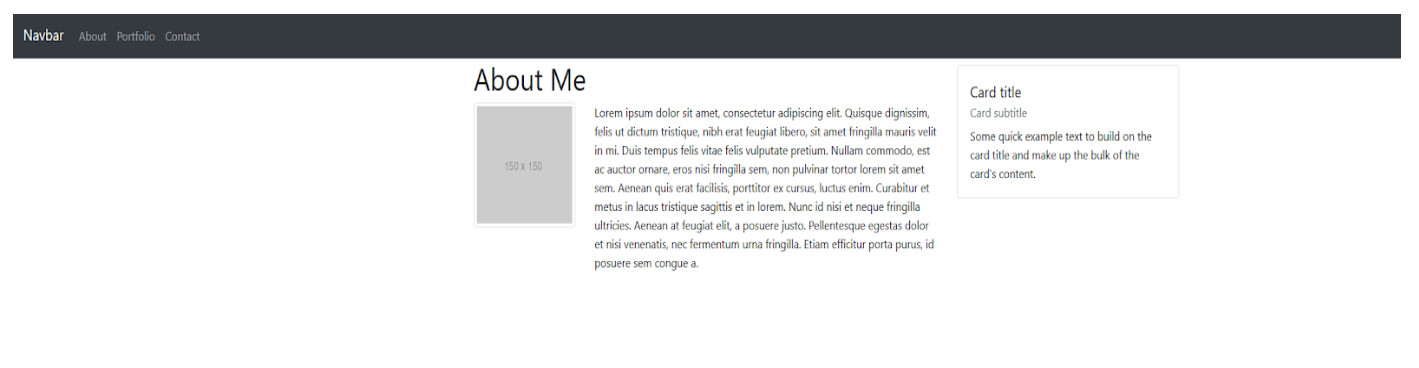 Navbar About Portfolio Contact
About Me
150 x 150
Lorem ipsum dolor sit amet, consectetur adipiscing elit. Quisque dignissim,
felis ut dictum tristique, nibh erat feugiat libero, sit amet fringilla mauris velit
in mi. Duis tempus felis vitae felis vulputate pretium. Nullam commodo, est
ac auctor ornare, eros nisi fringilla sem, non pulvinar tortor lorem sit amet
sem. Aenean quis erat facilisis, porttitor ex cursus, luctus enim. Curabitur et
metus in lacus tristique sagittis et in lorem. Nunc id nisi et neque fringilla
ultricies. Aenean at feugiat elit, a posuere justo. Pellentesque egestas dolor
et nisi venenatis, nec fermentum urna fringilla. Etiam efficitur porta purus, id
posuere sem congue a.
Card title
Card subtitle
Some quick example text to build on the
card title and make up the bulk of the
card's content.